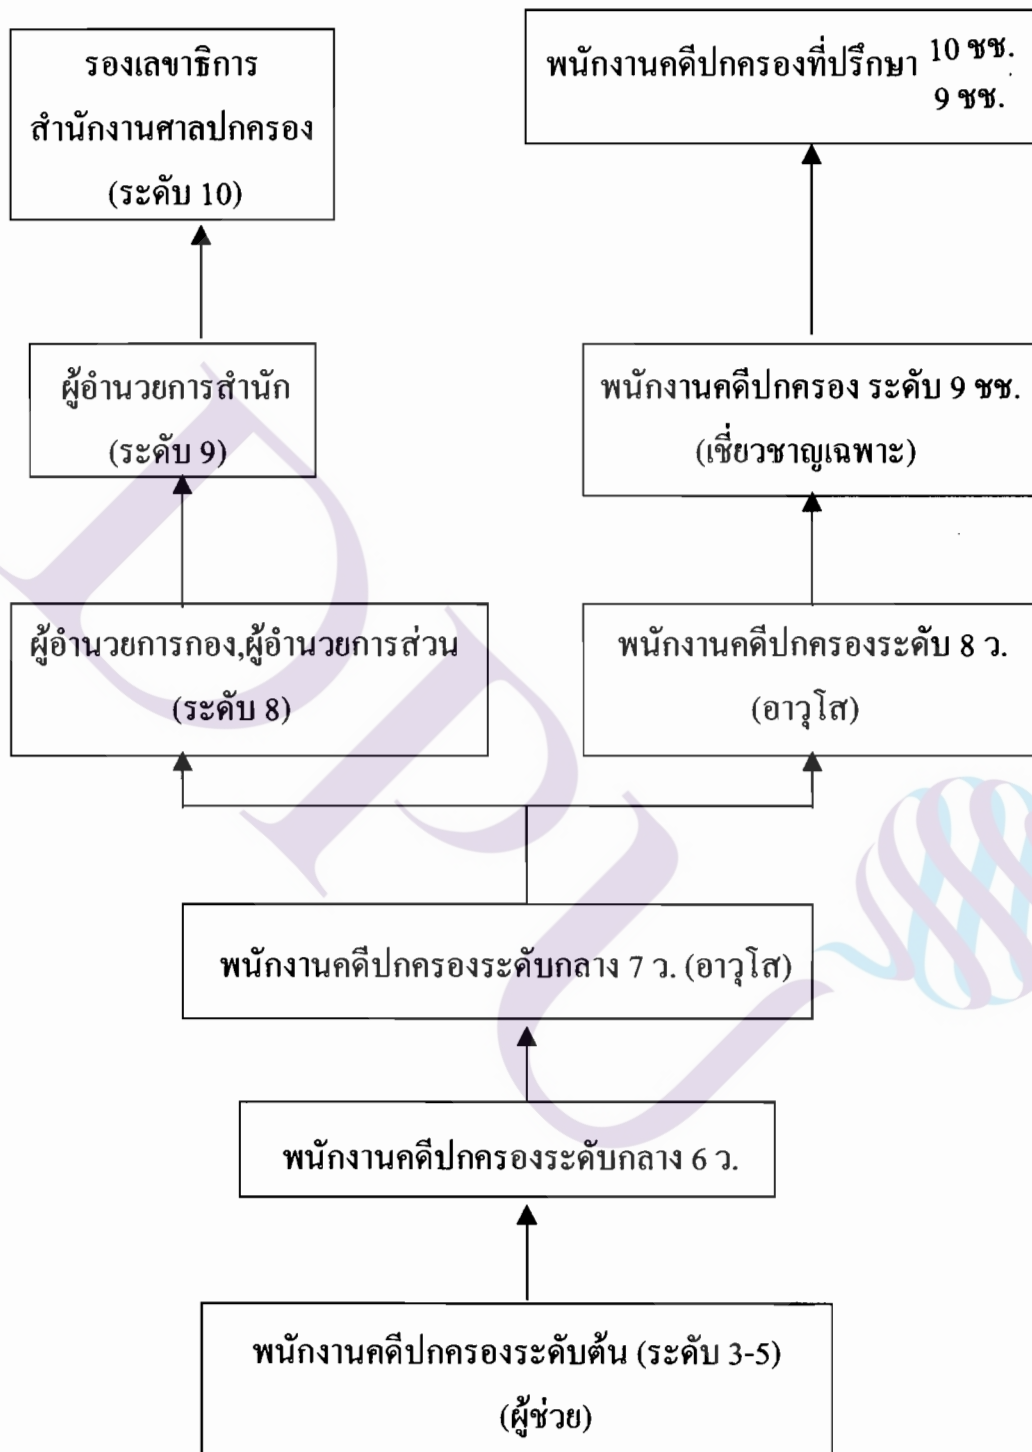 รองเลขาธิการ
สำนักงานศาลปกครอง
(ระดับ 10)
พนักงานคดีปกครองที่ปรึกษา 10 ชช.
9 ชช.
ผู้อำนวยการสำนัก
(ระดับ 9)
พนักงานคดีปกครอง ระดับ 9 ชช.
(เชี่ยวชาญเฉพาะ)
ผู้อำนวยการกอง,ผู้อำนวยการส่วน
(ระดับ 8)
พนักงานคดีปกครองระดับ 8 ว.
(อาวุโส)
พนักงานคดีปกครองระดับกลาง 7 ว. (อาวุโส)
พนักงานคดีปกครองระดับกลาง 6 ว.
พนักงานคดีปกครองระดับต้น (ระดับ 3-5)
(ผู้ช่วย)
DPU